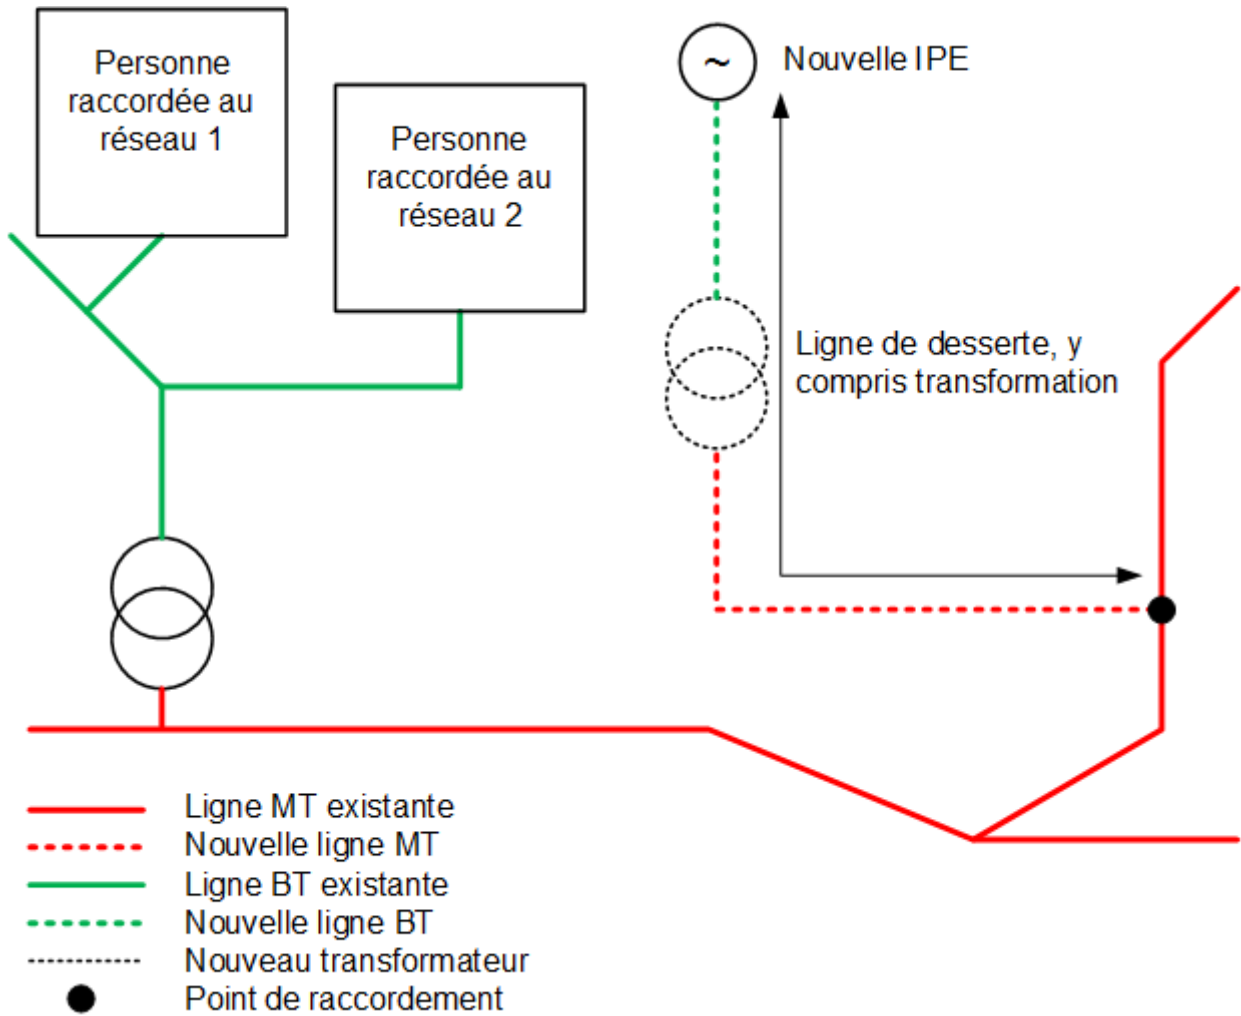 Personne
raccordée au
réseau 1
Personne
raccordée au
réseau 2
~
Nouvelle IPE
Ligne de desserte, y
compris transformation
Ligne MT existante
Nouvelle ligne MT
Ligne BT existante
Nouvelle ligne BT
Nouveau transformateur
Point de raccordement